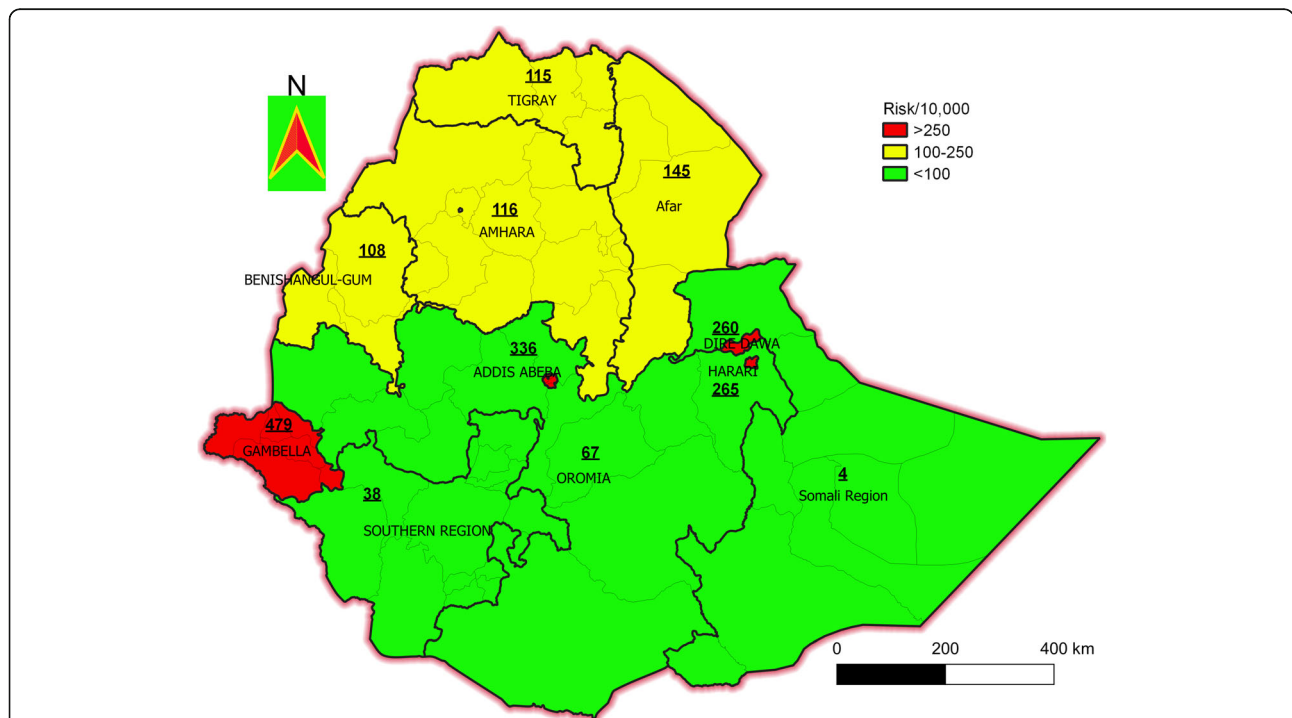 N
115
TIGRAY
Risk/10,000
>250
100-250
<100
145
Afar
116
AMHARA
108
BENISHANGUL-GUM
260
DIRE DAWA
HARARI
265
336
ADDIS ABEBA
479
GAMBELLA
67
OROMIA
4
Somali Region
38
SOUTHERN REGION
0 200 400 km